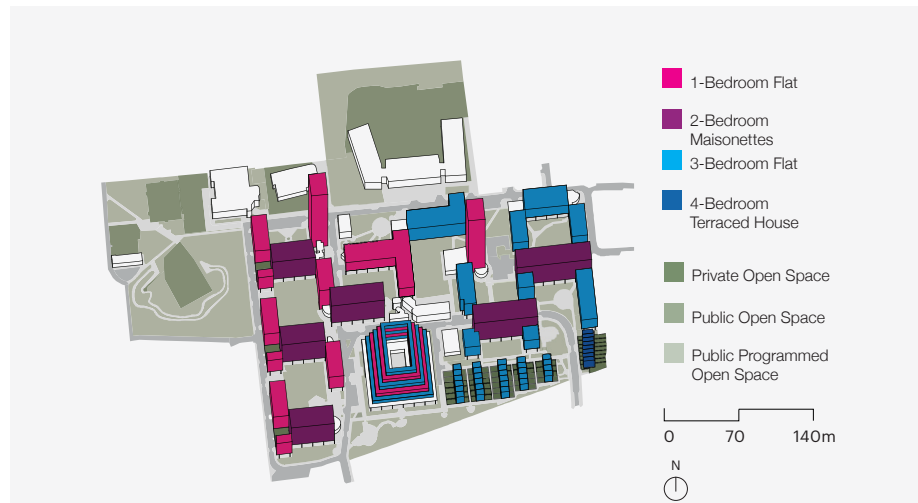 1-Bedroom Flat
2-Bedroom
Maisonettes
3-Bedroom Flat
4-Bedroom
Terraced House
Private Open Space
Public Open Space
Public Programmed
Open Space
0 70 140m
N